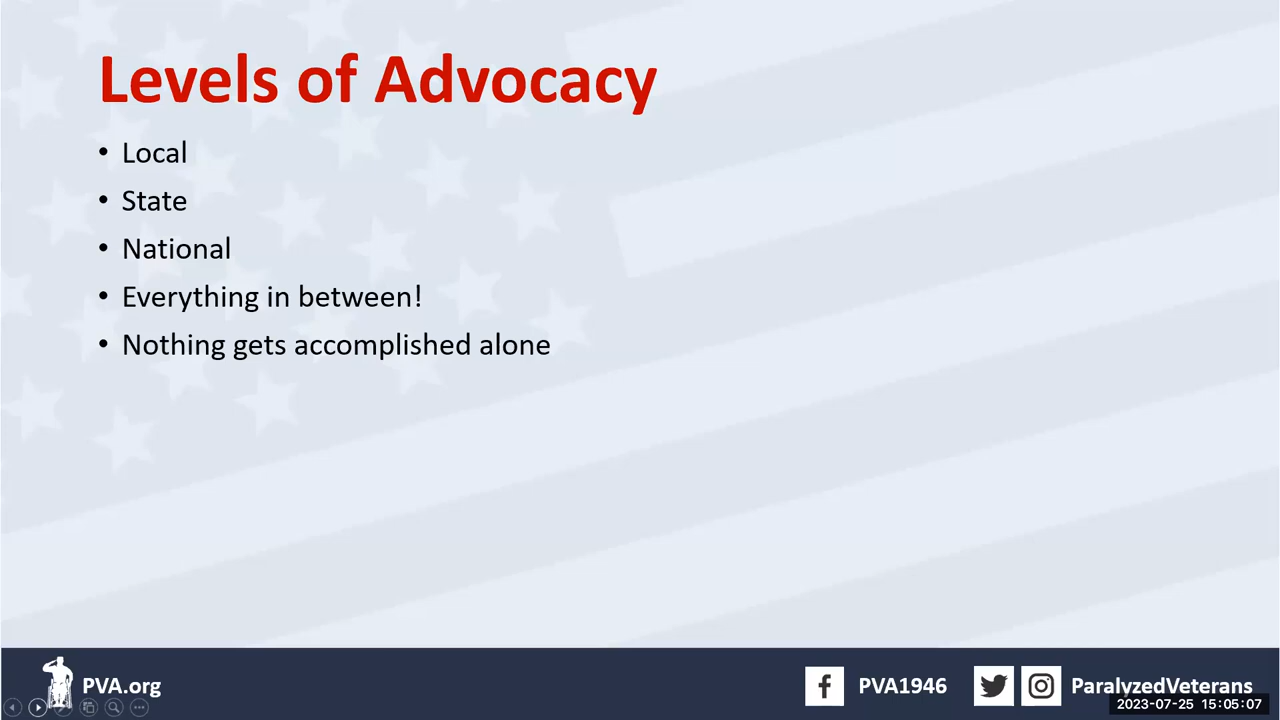 Levels of Advocacy
• Local
• State
• National
• Everything in between!
• Nothing gets accomplished alone
PVA.org
PVA1946
ParalyzedVeterans
2023-07-25 15:05:07